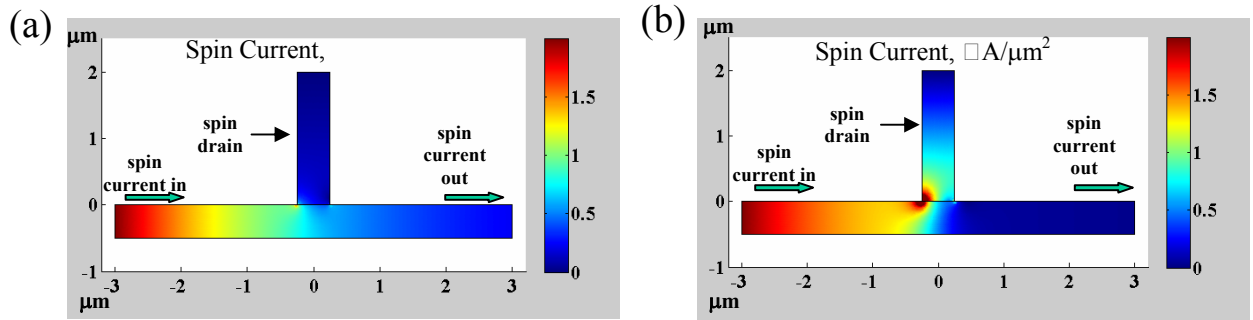 (a)
μm
Spin Current,
2
1
0
-1
spin
drain
spin
current in
spin
current
out
-3
-2
-1
0
1
2
3
μm
1.5
1
0.5
0
(b)
μm
Spin Current, □A/μm²
2
1
0
-1
spin
drain
spin
current in
spin
current
out
-3
-2
-1
0
1
2
3
μm
1.5
1
0.5
0